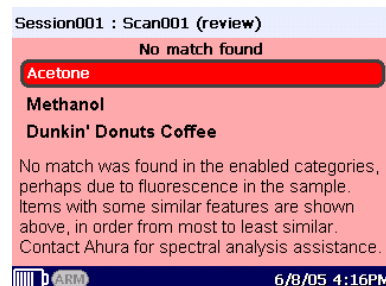 Session001 : Scan001 (review)
No match found
Acetone
Methanol
Dunkin' Donuts Coffee
No match was found in the enabled categories,
perhaps due to fluorescence in the sample.
Items with some similar features are shown
above, in order from most to least similar.
Contact Ahura for spectral analysis assistance.
ARM 6/8/05 4:16PM